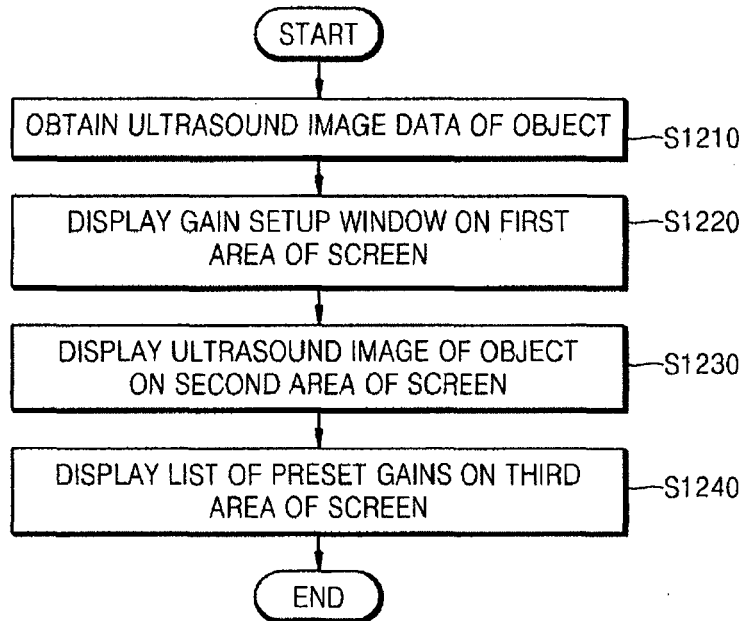 START
OBTAIN ULTRASOUND IMAGE DATA OF OBJECT
S1210
DISPLAY GAIN SETUP WINDOW ON FIRST
AREA OF SCREEN
S1220
DISPLAY ULTRASOUND IMAGE OF OBJECT
ON SECOND AREA OF SCREEN
S1230
DISPLAY LIST OF PRESET GAINS ON THIRD
AREA OF SCREEN
S1240
END